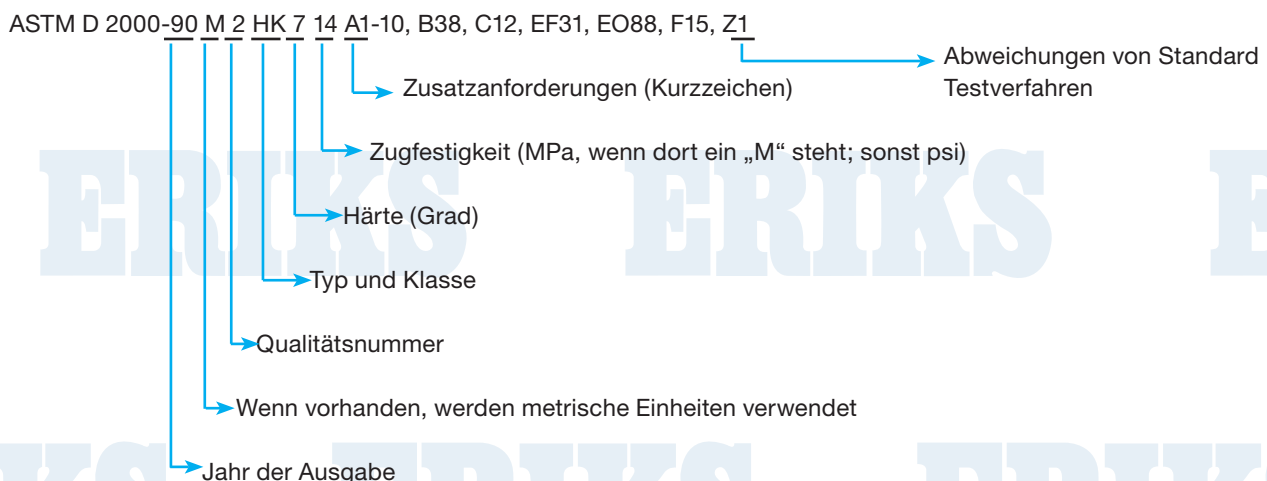 ASTM D 2000-90 M 2 HK 7 14 A1-10, B38, C12, EF31, EO88, F15, Z1
Abweichungen von Standard
Testverfahren
Zusatzanforderungen (Kurzzeichen)
Zugfestigkeit (MPa, wenn dort ein „M“ steht; sonst psi)
ERIKS ERIKS E
Härte (Grad)
Typ und Klasse
Qualitätsnummer
Wenn vorhanden, werden metrische Einheiten verwendet
Jahr der Ausgabe